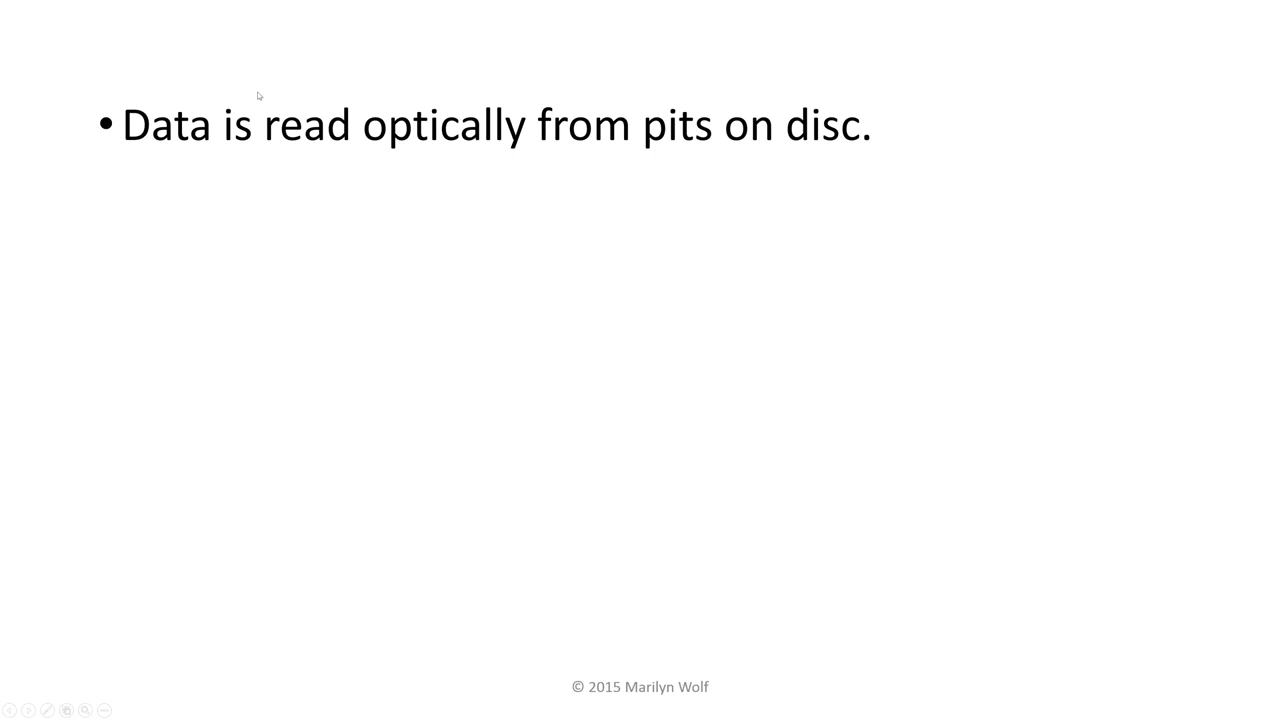 • Data is read optically from pits on disc.
© 2015 Marilyn Wolf